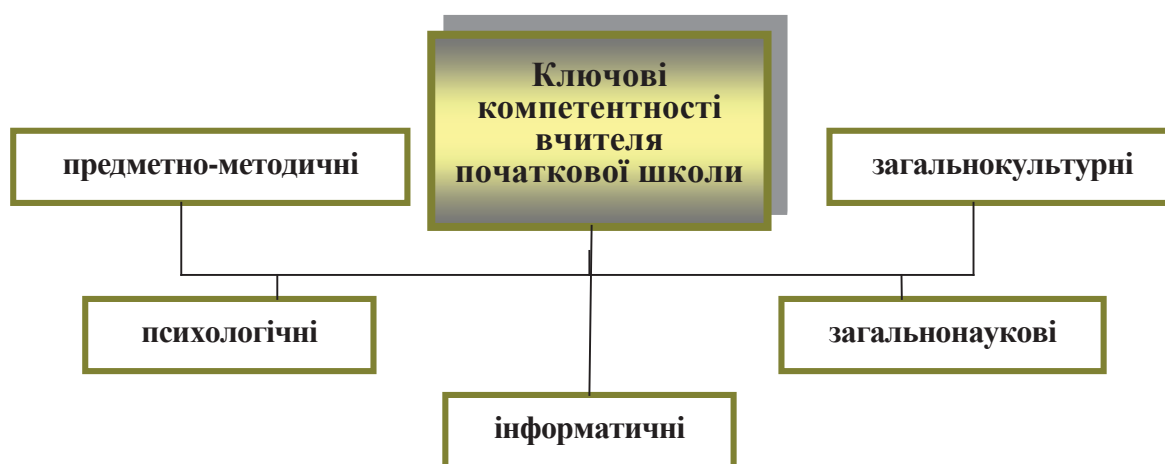 Ключові
компетентності
вчителя
початкової школи
предметно-методичні
загальнокультурні
психологічні
загальнонаукові
інформатичні